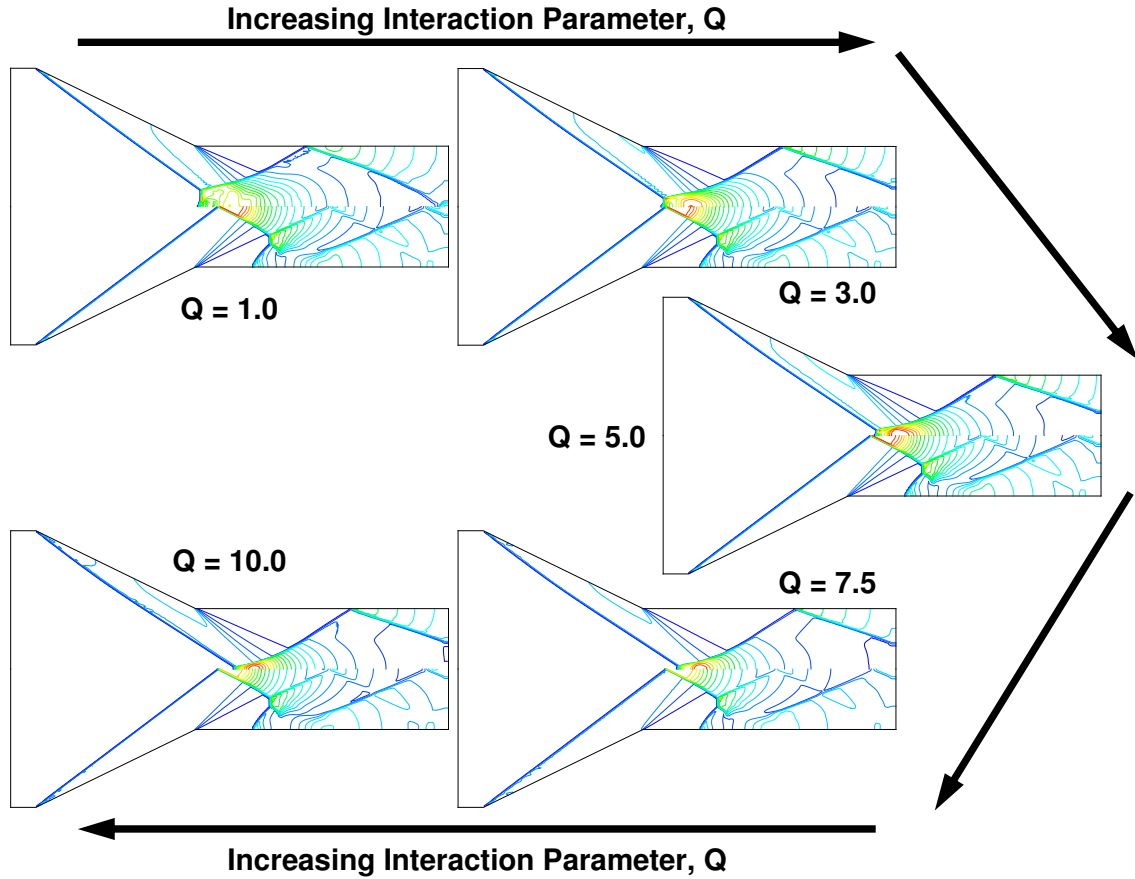 Increasing Interaction Parameter, Q
Q = 1.0
Q = 3.0
Q = 5.0
Q = 7.5
Q = 10.0
Increasing Interaction Parameter, Q